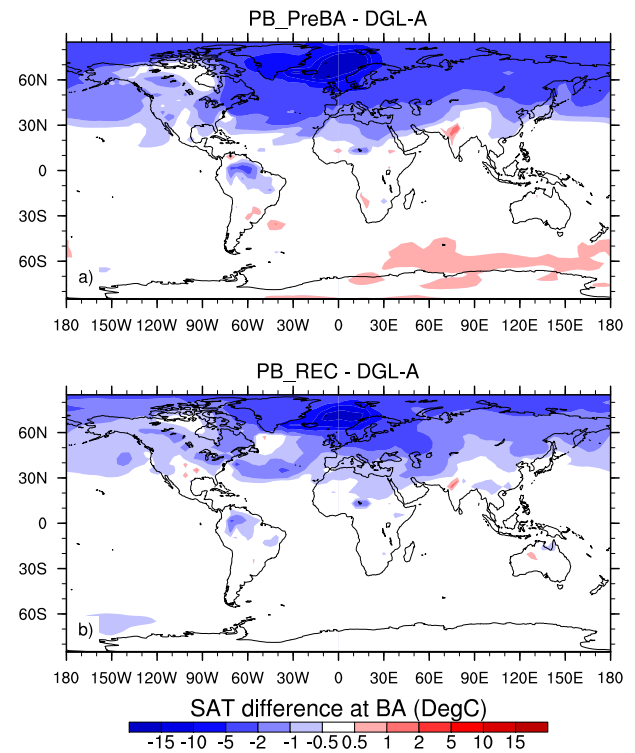 PB_PreBA - DGL-A
60N
30N
0
30S
60S
a)
180 150W 120W 90W 60W 30W 0 30E 60E 90E 120E 150E 180
PB_REC - DGL-A
60N
30N
0
30S
60S
b)
180 150W 120W 90W 60W 30W 0 30E 60E 90E 120E 150E 180
SAT difference at BA (DegC)
-15 -10 -5 -2 -1 -0.5 0.5 1 2 5 10 15